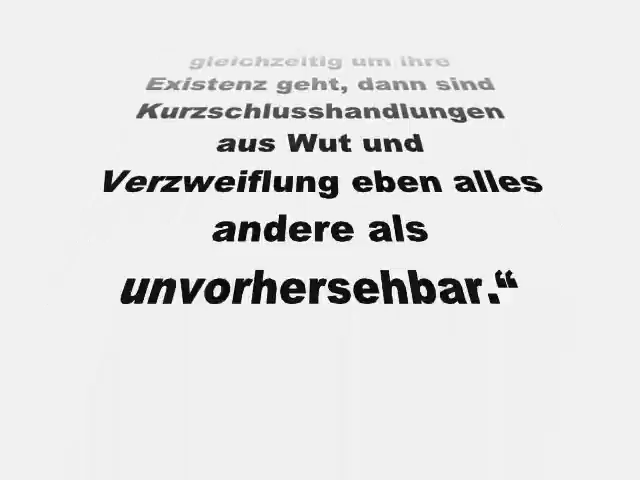 gleichzeitig um ihre
Existenz geht, dann sind
Kurzschlusshandlungen
aus Wut und
Verzweiflung eben alles
andere als
unvorhersehbar.“